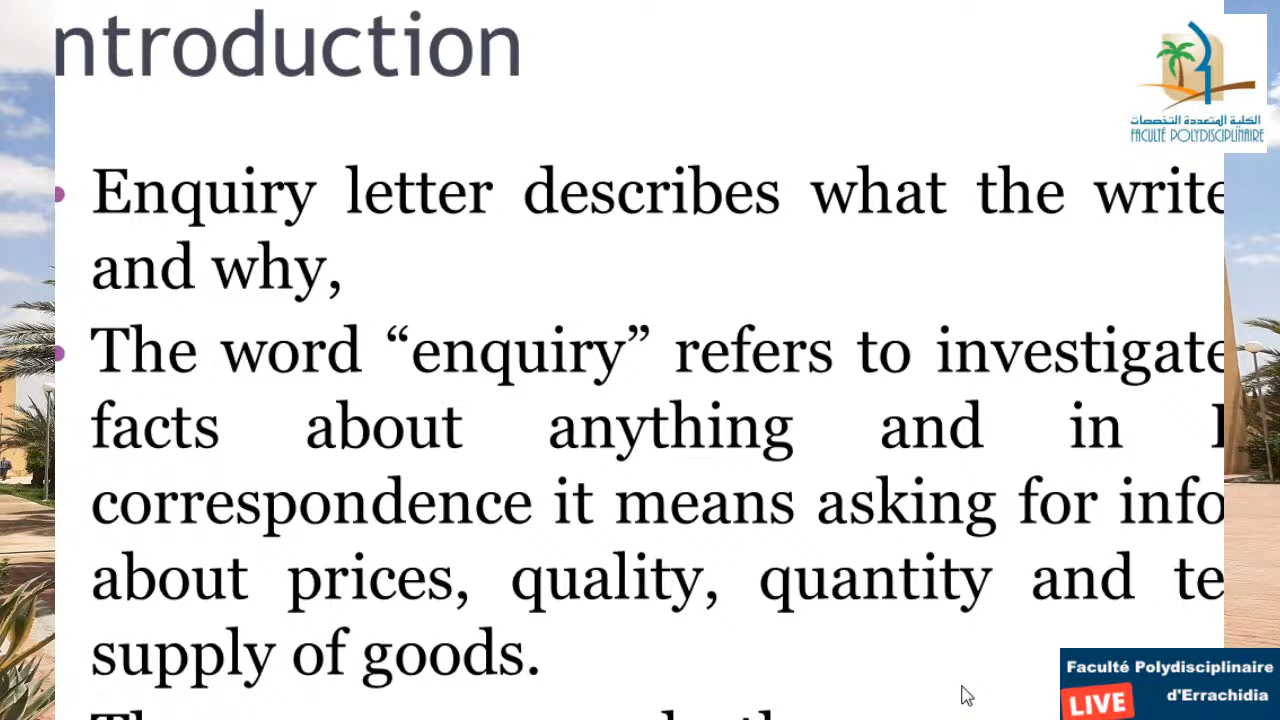 ntroduction
الكلية المتعددة التخصصات
FACULTÉ POLYDISCIPLINAIRE
• Enquiry letter describes what the write
and why,
• The word “enquiry” refers to investigate
facts about anything and in
correspondence it means asking for info
about prices, quality, quantity and te
supply of goods.
Faculté Polydisciplinaire
d'Errachidia
LIVE